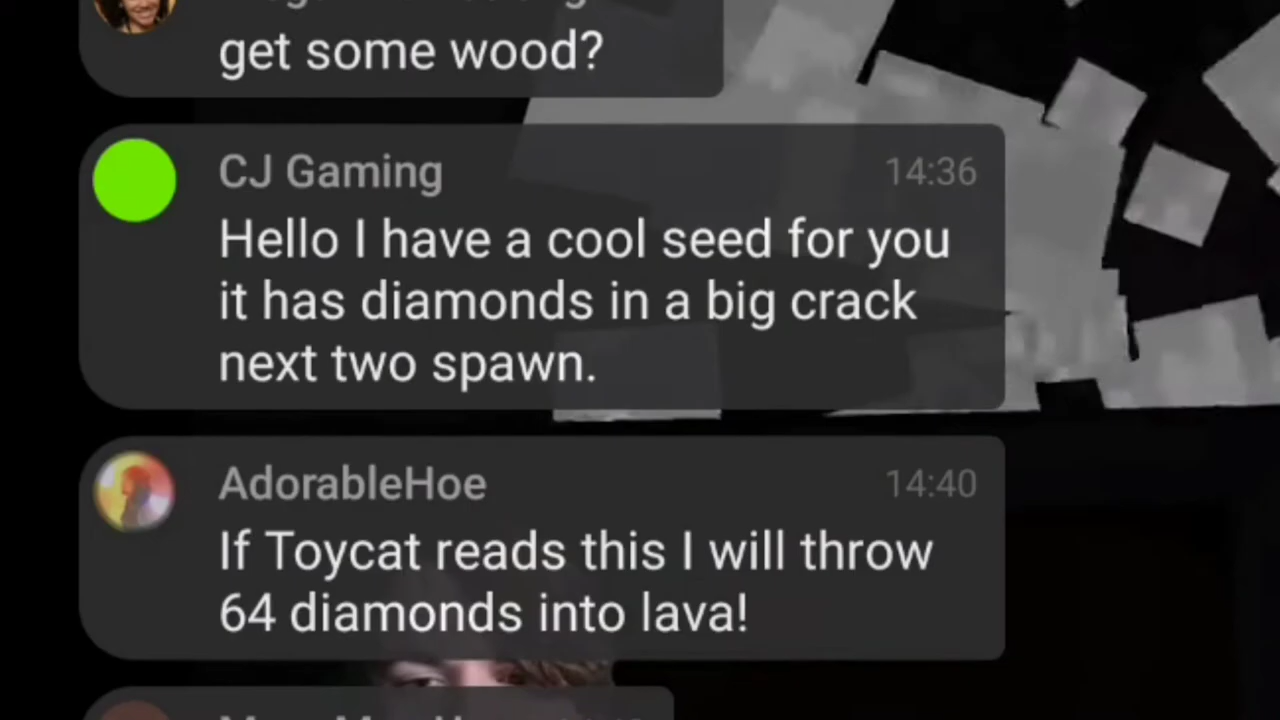 get some wood?
CJ Gaming 14:36
Hello I have a cool seed for you
it has diamonds in a big crack
next two spawn.
AdorableHoe 14:40
If Toycat reads this I will throw
64 diamonds into lava!